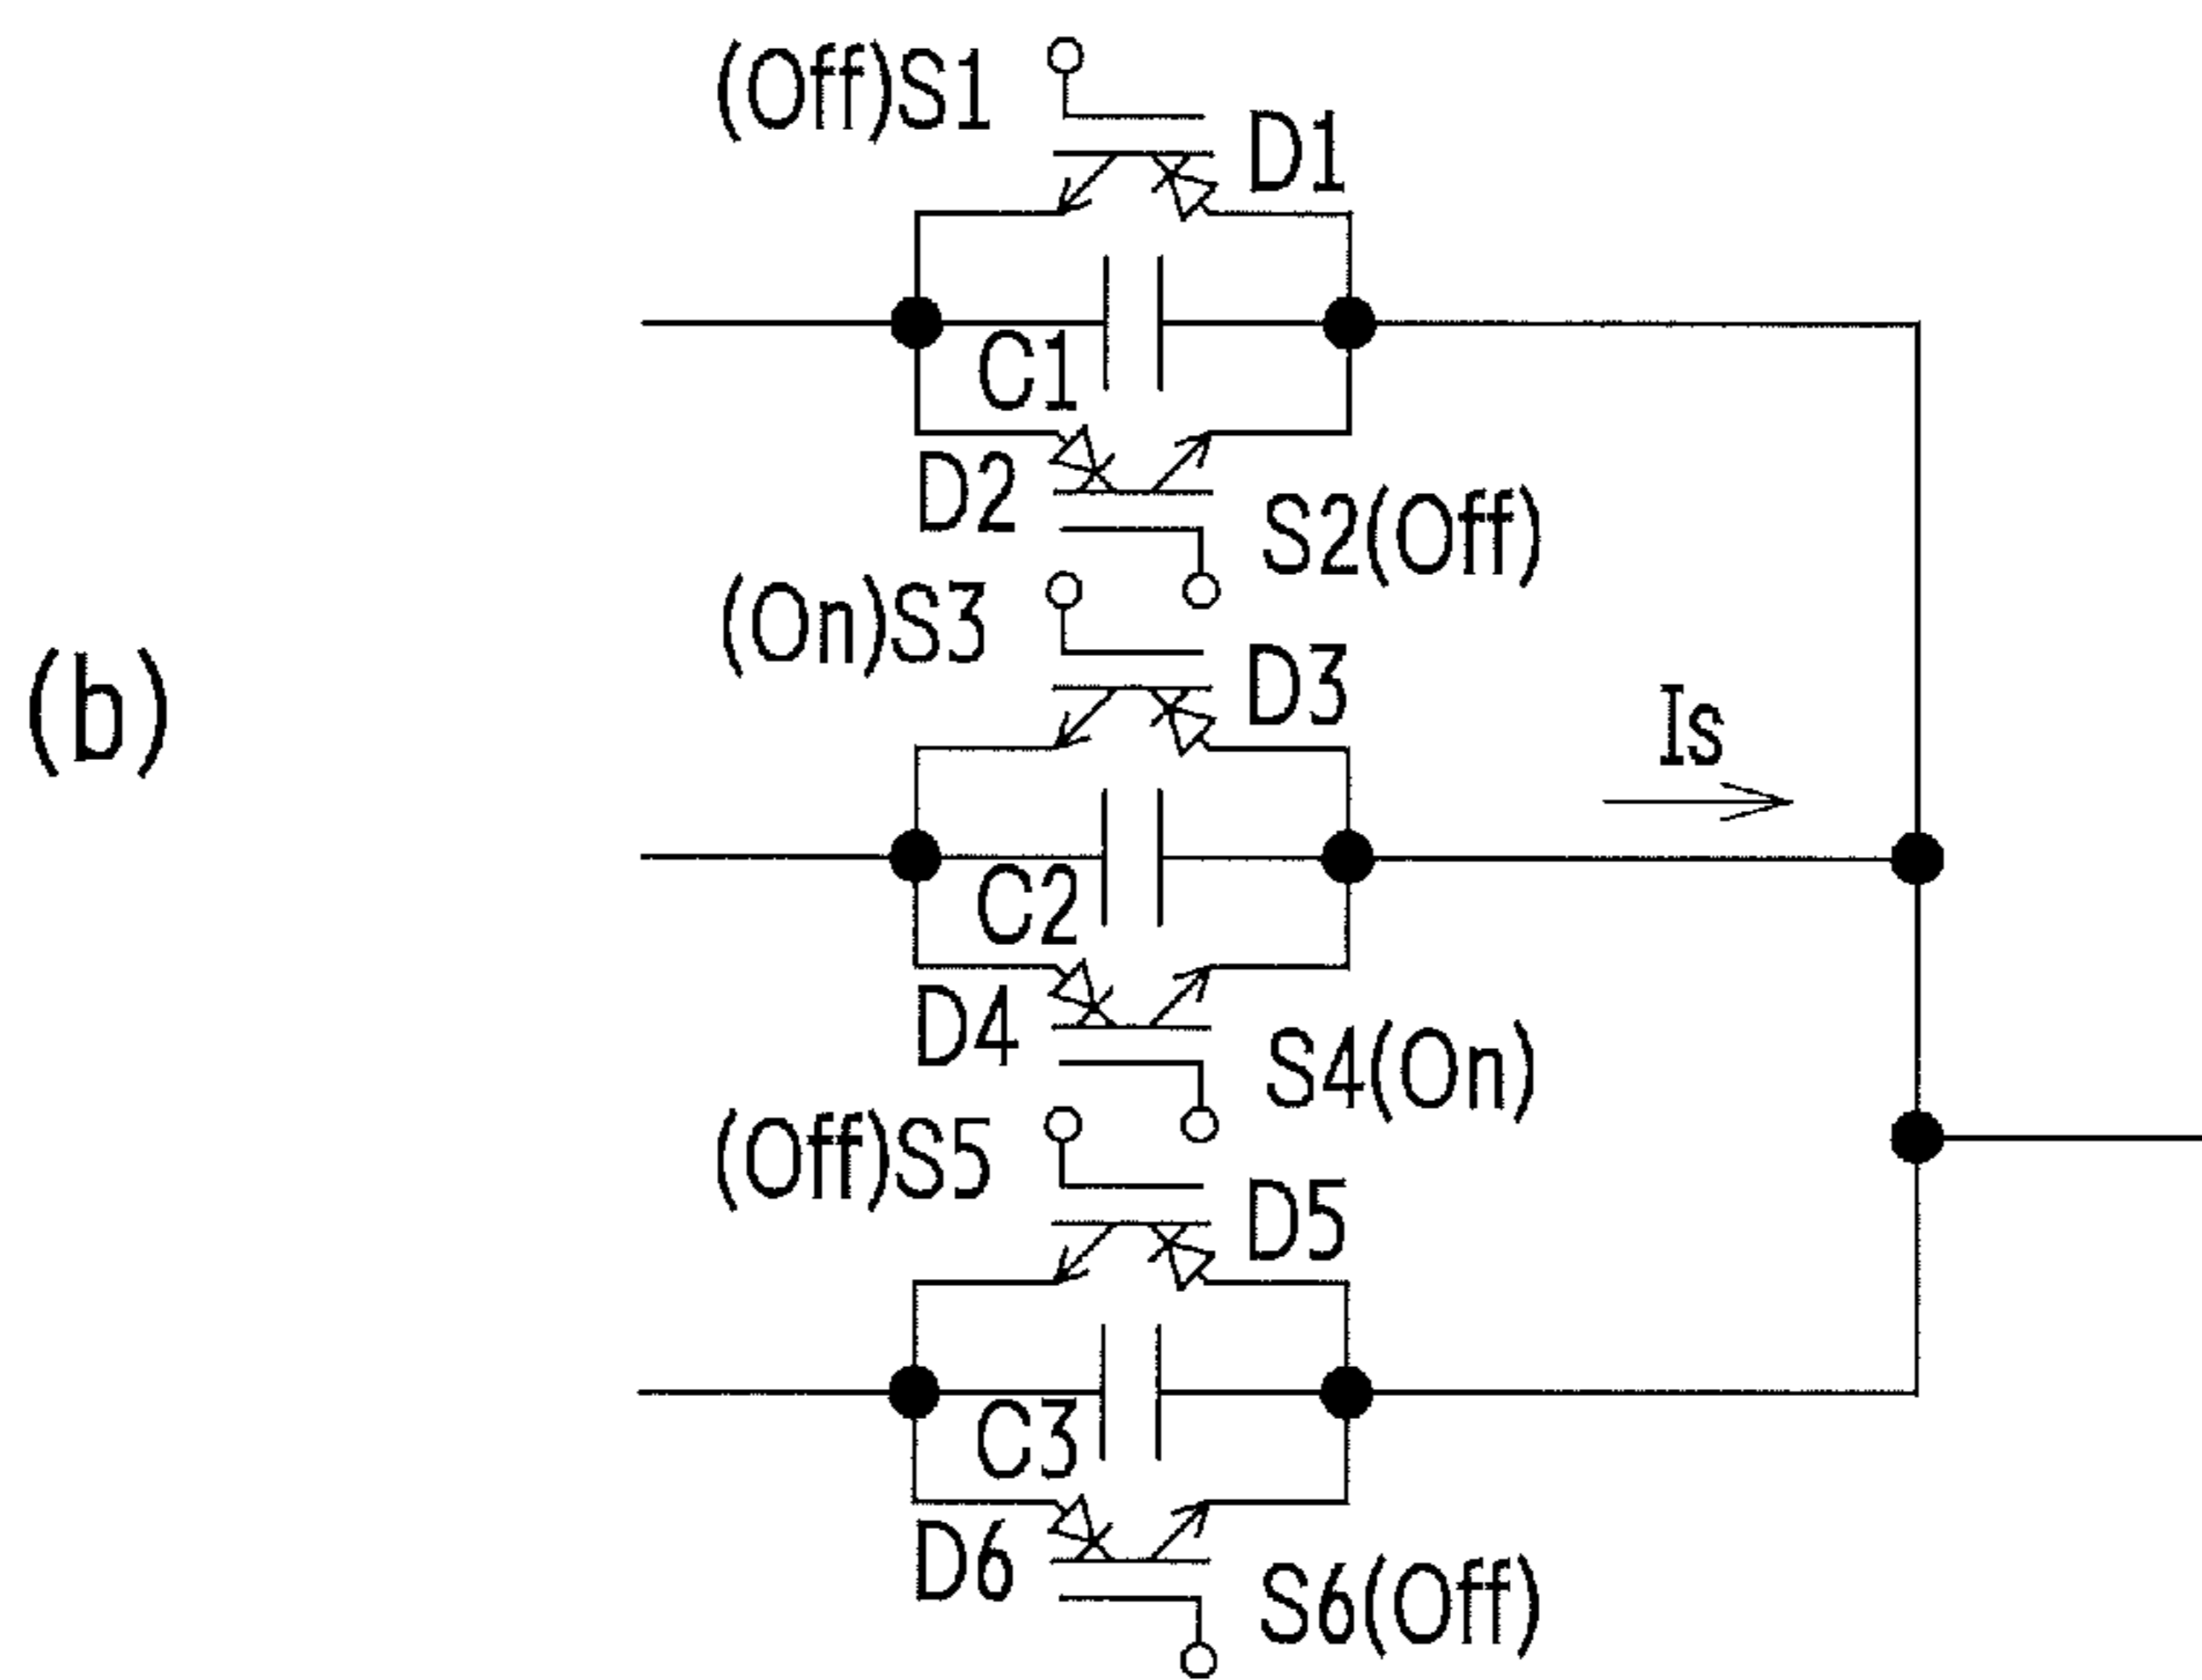 (Off)S1
D1
C1
D2
S2(Off)
(On)S3
D3
(b)
Is
C2
D4
S4(On)
(Off)S5
D5
C3
D6
S6(Off)